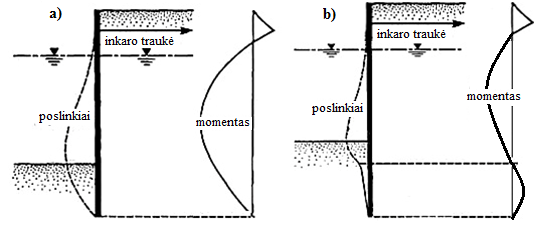 a)
inkaro traukė
poslinkiai
momentas
b)
inkaro traukė
poslinkiai
momentas